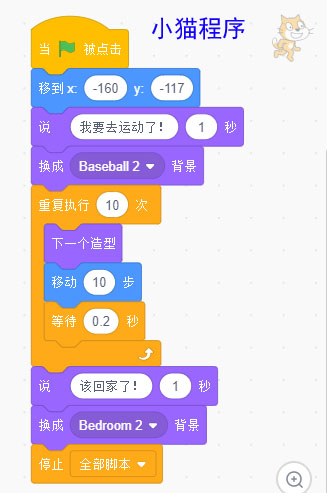 小猫程序
当 被点击
移到 x: -160 y: -117
说 我要去运动了! 1 秒
换成 Baseball 2 背景
重复执行 10 次
下一个造型
移动 10 步
等待 0.2 秒
说 该回家了! 1 秒
换成 Bedroom 2 背景
停止 全部脚本